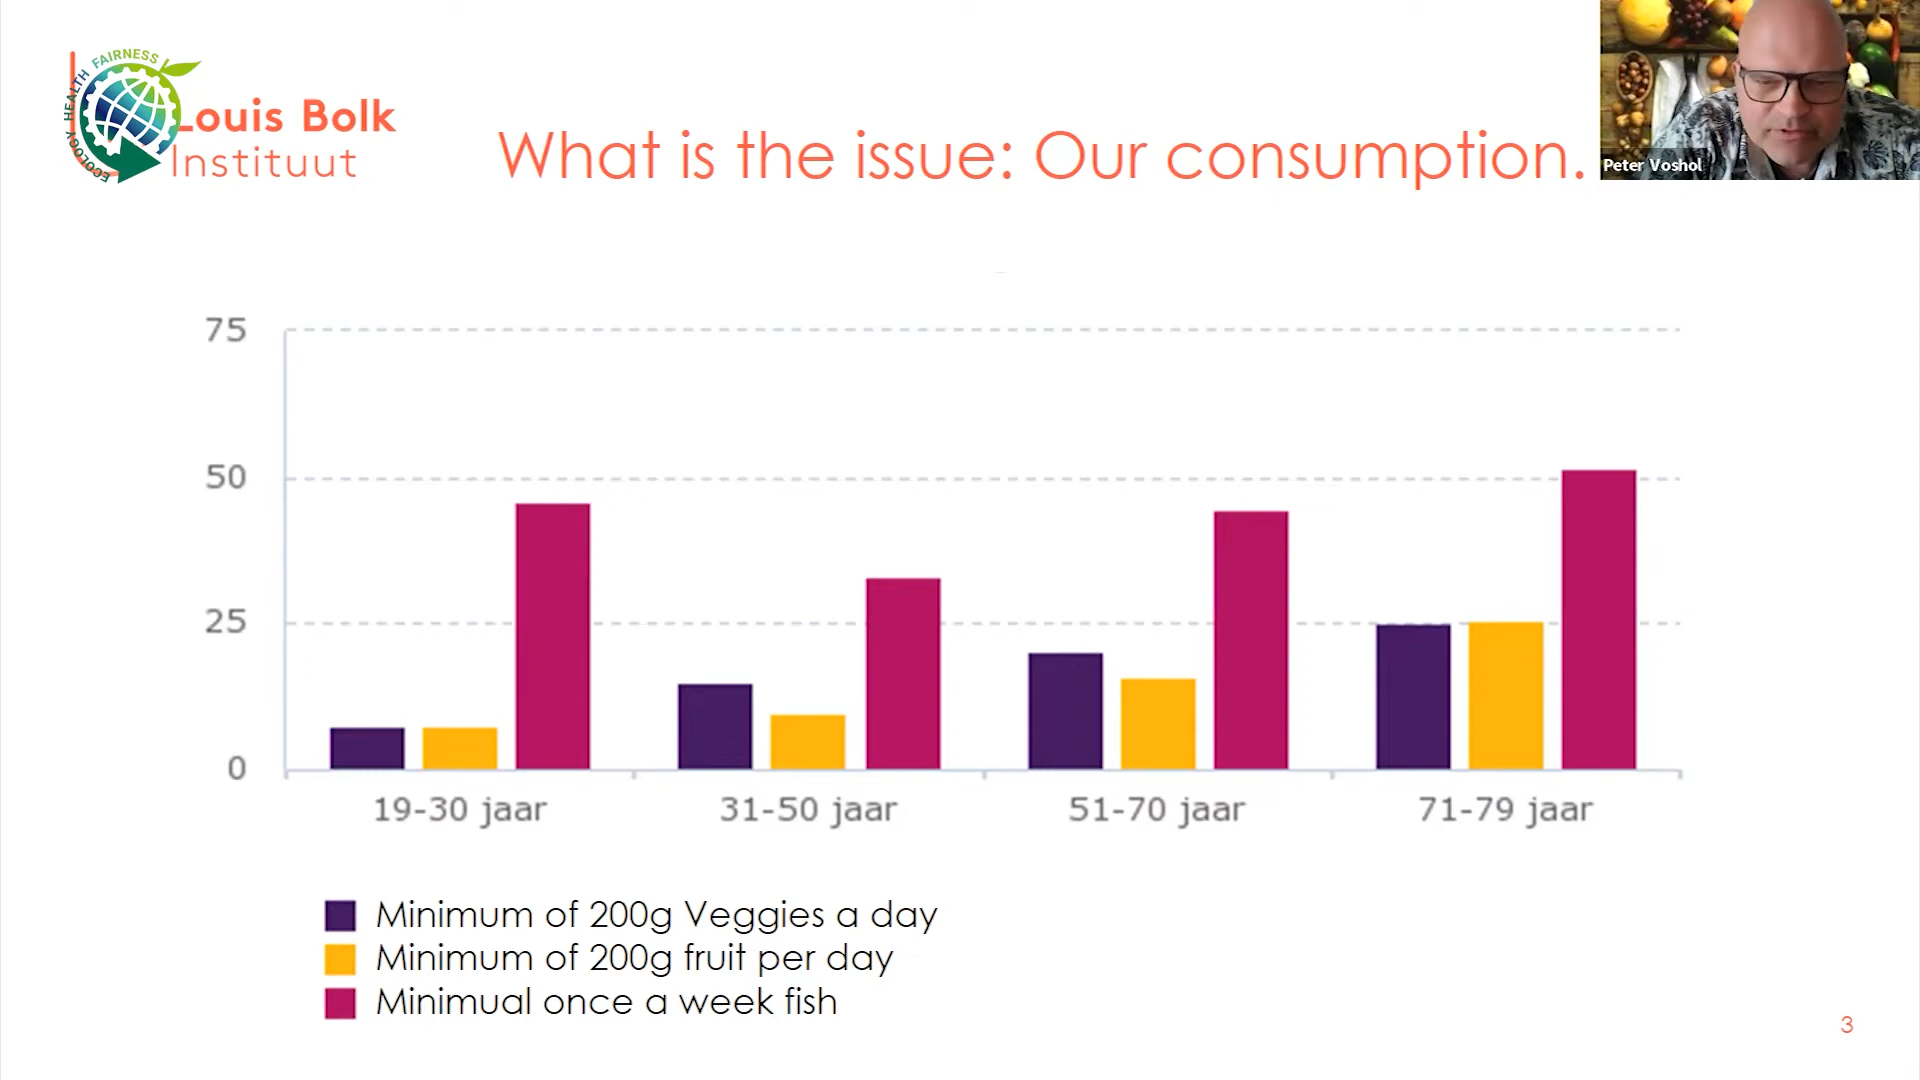 ECOLOGY HEALTH FAIRNESS
Louis Bolk
Instituut
What is the issue: Our consumption.
Peter Voshol
75
50
25
0
19-30 jaar
31-50 jaar
51-70 jaar
71-79 jaar
Minimum of 200g Veggies a day
Minimum of 200g fruit per day
Minimual once a week fish
3